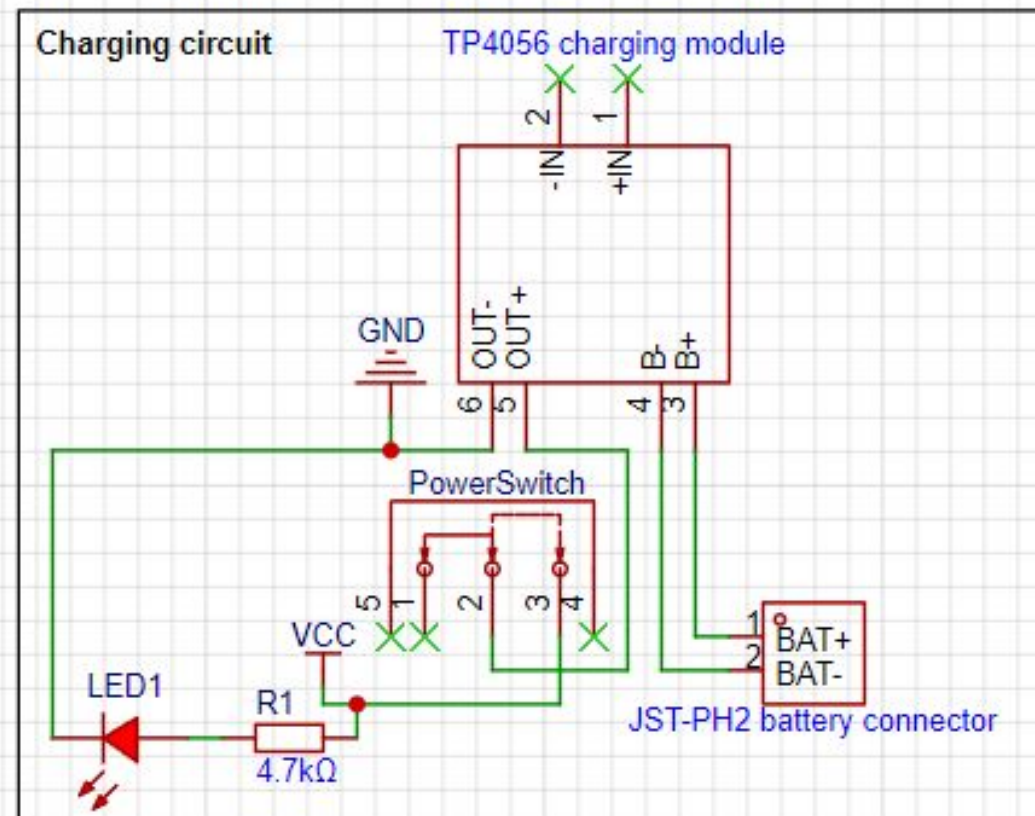 Charging circuit
TP4056 charging module
2
1
-IN
+IN
OUT-
OUT+
B-
B+
GND
6
5
4
3
PowerSwitch
5
1
2
3
4
VCC
1
BAT+
2
BAT-
LED1
R1
JST-PH2 battery connector
4.7kΩ